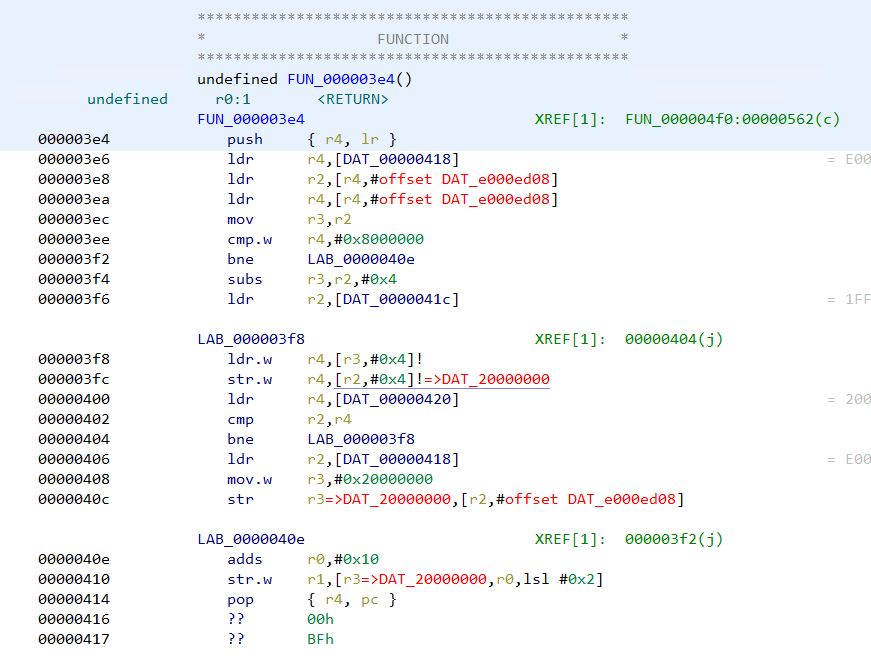 ************************************************
* FUNCTION *
************************************************
undefined FUN_000003e4()
undefined r0:1 <RETURN>
FUN_000003e4 XREF[1]: FUN_000004f0:00000562(c)
000003e4 push { r4, lr }
000003e6 ldr r4,[DAT_00000418] = E00
000003e8 ldr r2,[r4,#offset DAT_e000ed08]
000003ea ldr r4,[r4,#offset DAT_e000ed08]
000003ec mov r3,r2
000003ee cmp.w r4,#0x8000000
000003f2 bne LAB_0000040e
000003f4 subs r3,r2,#0x4
000003f6 ldr r2,[DAT_0000041c] = 1FF
LAB_000003f8 XREF[1]: 00000404(j)
000003f8 ldr.w r4,[r3,#0x4]!
000003fc str.w r4,[r2,#0x4]!=>DAT_20000000
00000400 ldr r4,[DAT_00000420] = 200
00000402 cmp r2,r4
00000404 bne LAB_000003f8
00000406 ldr r2,[DAT_00000418] = E00
00000408 mov.w r3,#0x20000000
0000040c str r3=>DAT_20000000,[r2,#offset DAT_e000ed08]
LAB_0000040e XREF[1]: 000003f2(j)
0000040e adds r0,#0x10
00000410 str.w r1,[r3=>DAT_20000000,r0,lsl #0x2]
00000414 pop { r4, pc }
00000416 ?? 00h
00000417 ?? BFh